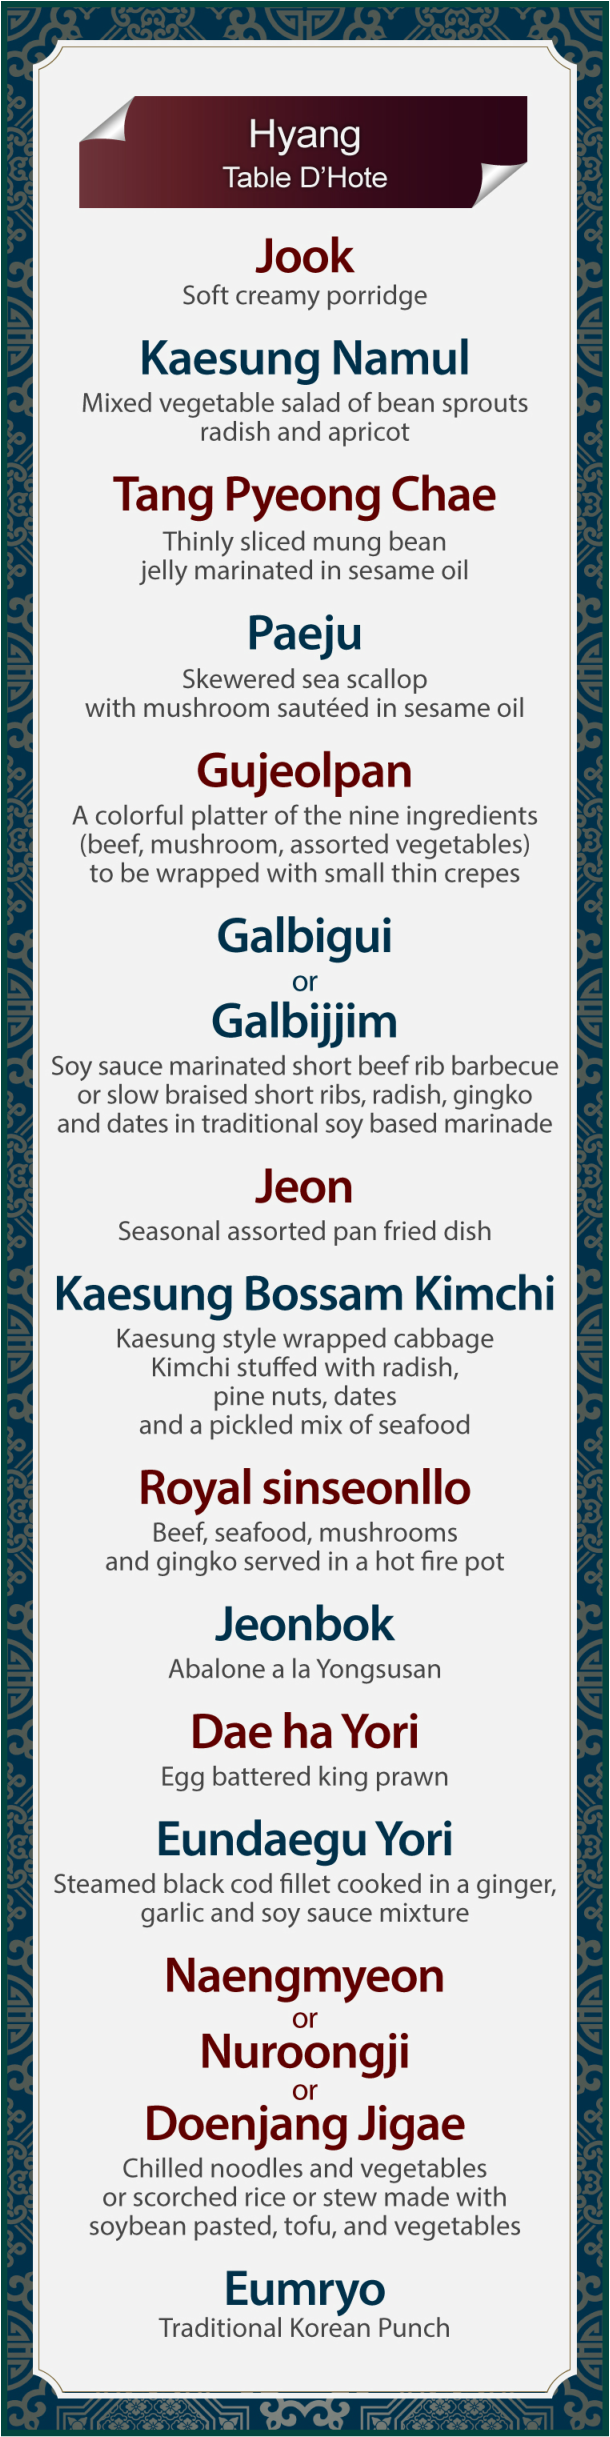 Hyang
Table D'Hote
Jook
Soft creamy porridge
Kaesung Namul
Mixed vegetable salad of bean sprouts
radish and apricot
Tang Pyeong Chae
Thinly sliced mung bean
jelly marinated in sesame oil
Paeju
Skewered sea scallop
with mushroom sautéed in sesame oil
Gujeolpan
A colorful platter of the nine ingredients
(beef, mushroom, assorted vegetables)
to be wrapped with small thin crepes
Galbigui
or
Galbijjim
Soy sauce marinated short beef rib barbecue
or slow braised short ribs, radish, gingko
and dates in traditional soy based marinade
Jeon
Seasonal assorted pan fried dish
Kaesung Bossam Kimchi
Kaesung style wrapped cabbage
Kimchi stuffed with radish,
pine nuts, dates
and a pickled mix of seafood
Royal sinseonllo
Beef, seafood, mushrooms
and gingko served in a hot fire pot
Jeonbok
Abalone a la Yongsusan
Dae ha Yori
Egg battered king prawn
Eundaegu Yori
Steamed black cod fillet cooked in a ginger,
garlic and soy sauce mixture
Naengmyeon
or
Nuroongji
or
Doenjang Jigae
Chilled noodles and vegetables
or scorched rice or stew made with
soybean pasted, tofu, and vegetables
Eumryo
Traditional Korean Punch